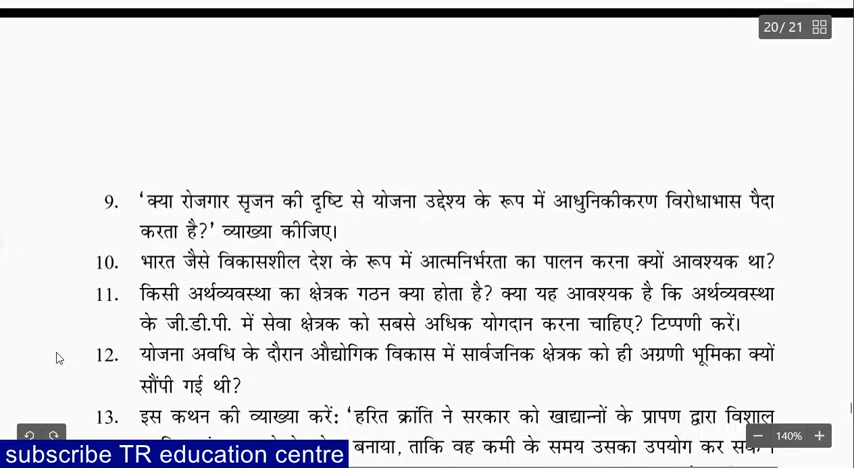 20/ 21
9. 'क्या रोजगार सृजन की दृष्टि से योजना उद्देश्य के रूप में आधुनिकीकरण विरोधाभास पैदा
करता है?' व्याख्या कीजिए।
10. भारत जैसे विकासशील देश के रूप में आत्मनिर्भरता का पालन करना क्यों आवश्यक था?
11. किसी अर्थव्यवस्था का क्षेत्रक गठन क्या होता है? क्या यह आवश्यक है कि अर्थव्यवस्था
के जी.डी.पी. में सेवा क्षेत्रक को सबसे अधिक योगदान करना चाहिए? टिप्पणी करें।
12. योजना अवधि के दौरान औद्योगिक विकास में सार्वजनिक क्षेत्रक को ही अग्रणी भूमिका क्यों
सौंपी गई थी?
13. इस कथन की व्याख्या करें: 'हरित क्रांति ने सरकार को खाद्यान्नों के प्रापण द्वारा विशाल
बनाया, ताकि वह कमी के समय उसका उपयोग कर
140%
subscribe TR education centre